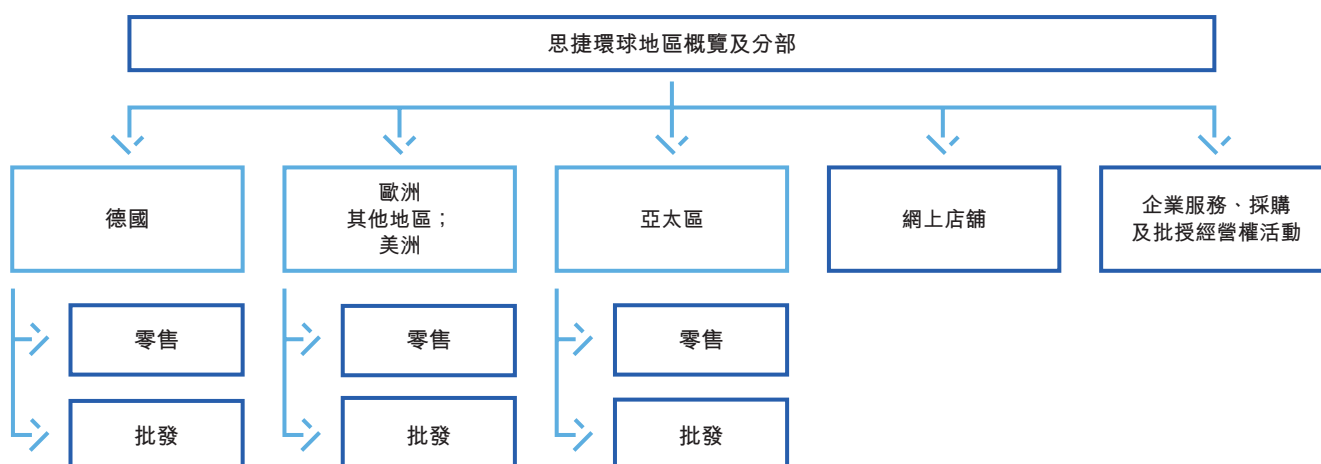 思捷環球地區概覽及分部
德國
歐洲
其他地區；
美洲
亞太區
網上店舖
企業服務、採購
及批授經營權活動
零售
零售
零售
批發
批發
批發